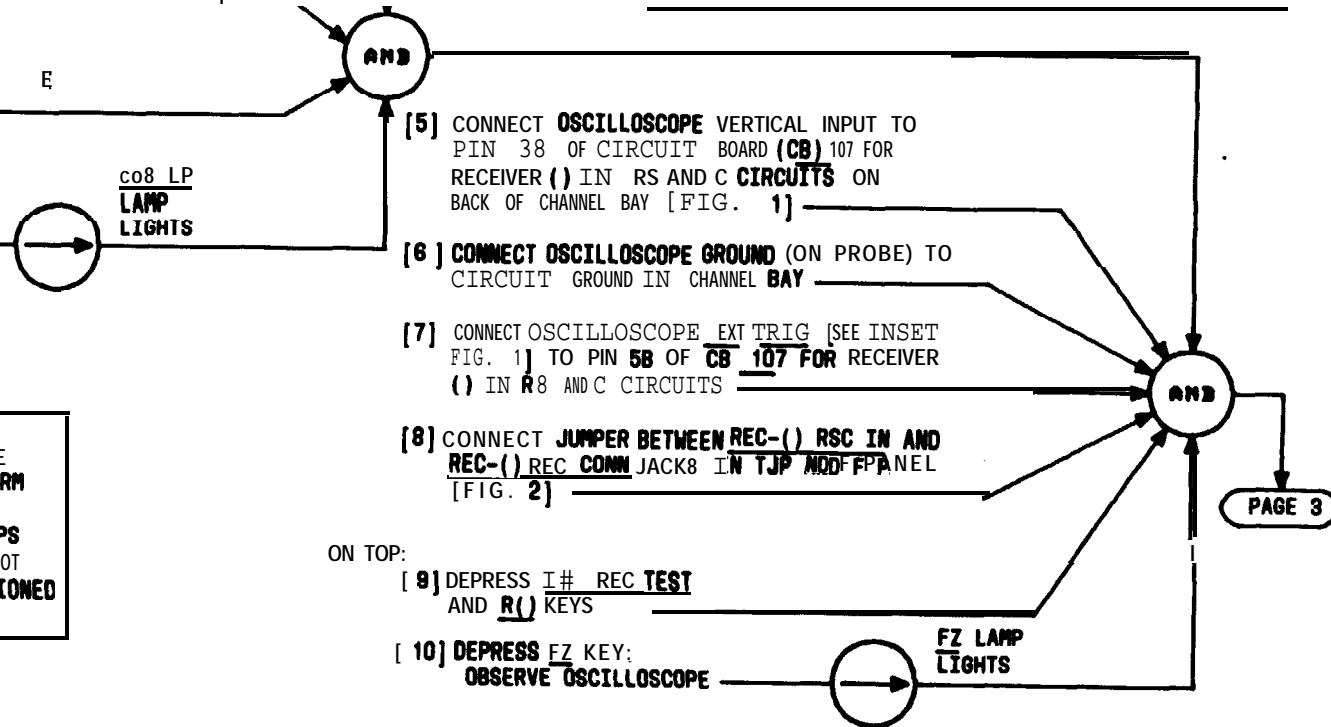 AND
E
[5] CONNECT OSCILLOSCOPE VERTICAL INPUT TO
PIN 38 OF CIRCUIT BOARD (CB) 107 FOR
RECEIVER () IN RS AND C CIRCUITS ON
BACK OF CHANNEL BAY [FIG. 1]
co8 LP
LAMP
LIGHTS
[6] CONNECT OSCILLOSCOPE GROUND (ON PROBE) TO
CIRCUIT GROUND IN CHANNEL BAY
[7] CONNECT OSCILLOSCOPE EXT TRIG [SEE INSET
FIG. 1] TO PIN 5B OF CB 107 FOR RECEIVER
() IN R8 AND C CIRCUITS
AND
[8] CONNECT JUMPER BETWEEN REC-() RSC IN AND
REC-() REC CONN JACK8 IN TJP PANEL
[FIG. 2]
E
RM
PS
OT
IONED
PAGE 3
ON TOP:
[9] DEPRESS I# REC TEST
AND R() KEYS
[10] DEPRESS FZ KEY:
OBSERVE OSCILLOSCOPE
FZ LAMP
LIGHTS